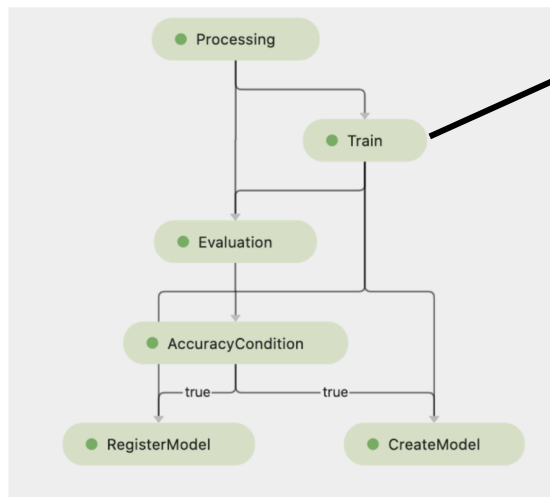 Processing
Train
Evaluation
AccuracyCondition
true true
RegisterModel CreateModel